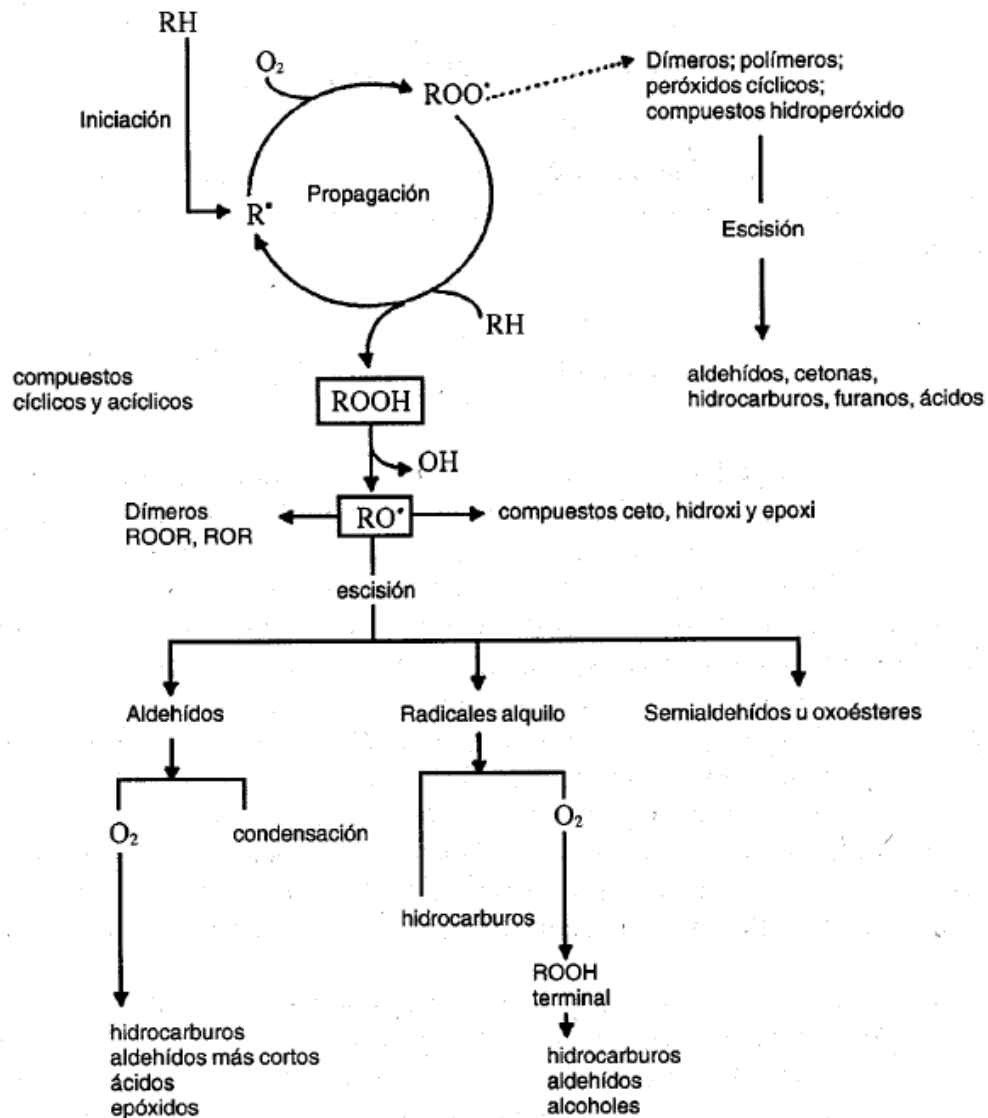 RH
O₂
ROO•
Dímeros; polímeros;
peróxidos cíclicos;
compuestos hidroperóxido
Iniciación
Propagación
R•
Escisión
RH
compuestos
cíclicos y acíclicos
ROOH
aldehídos, cetonas,
hidrocarburos, furanos, ácidos
OH
Dímeros
ROOR, ROR
RO•
compuestos ceto, hidroxi y epoxi
escisión
Aldehídos
Radicales alquilo
Semialdehídos u oxoésteres
O₂
condensación
O₂
hidrocarburos
ROOH
terminal
hidrocarburos
aldehídos más cortos
ácidos
epóxidos
hidrocarburos
aldehídos
alcoholes